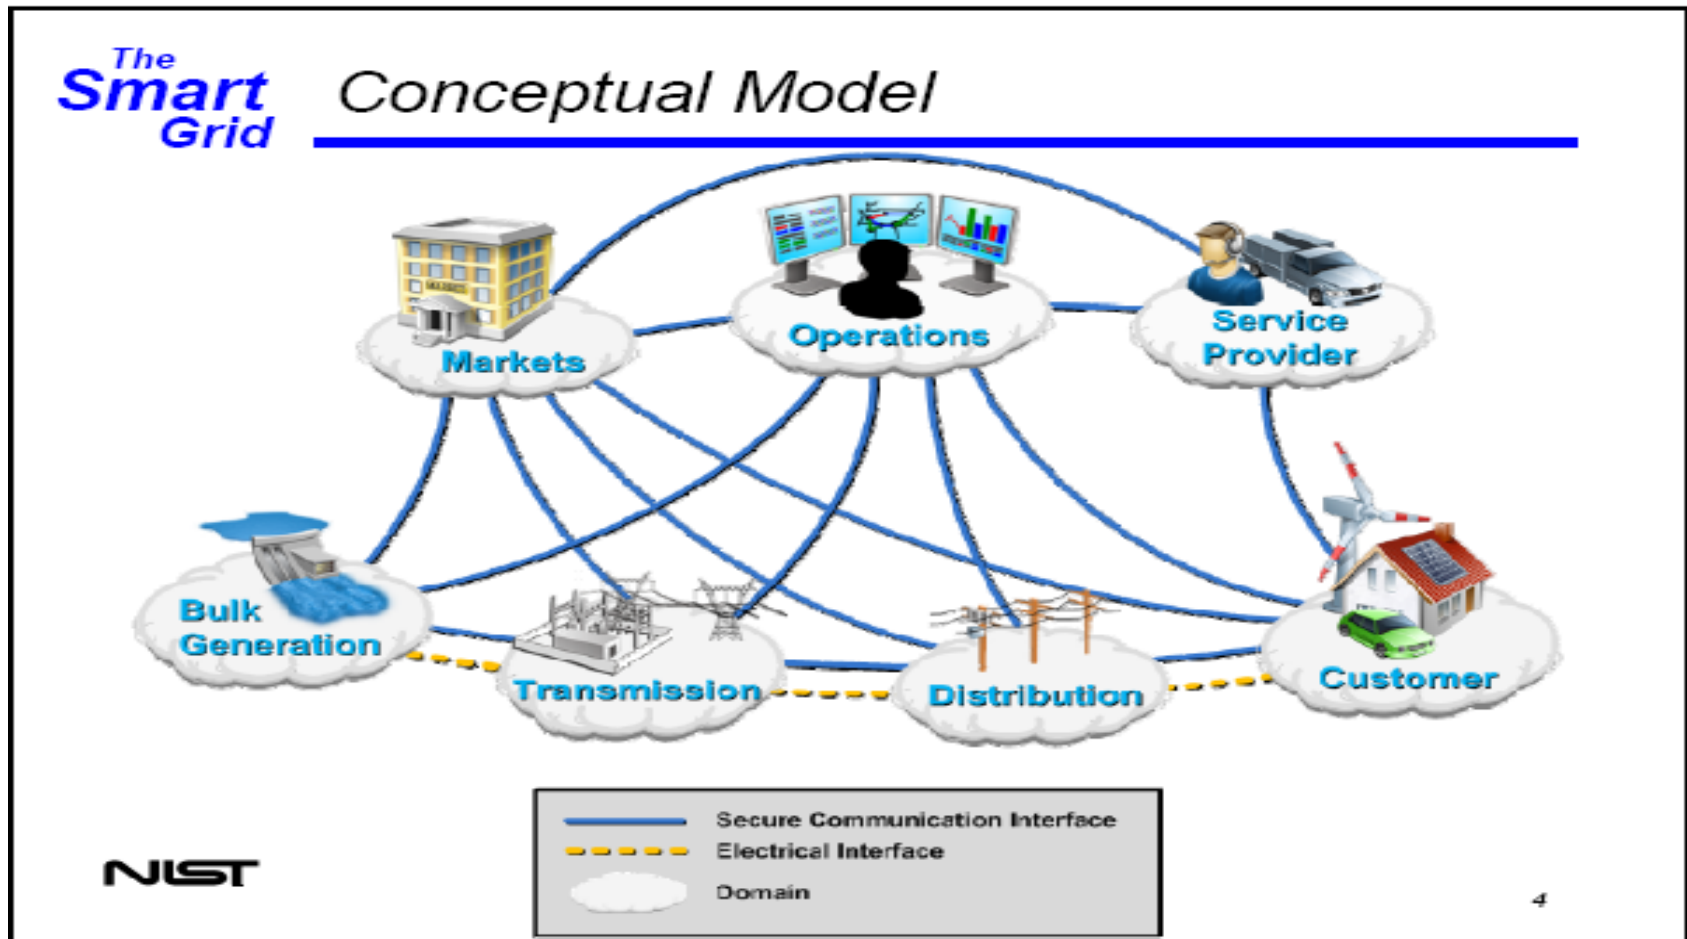 The
Smart
Grid
Conceptual Model
MARKET
Markets
Operations
Service
Provider
Bulk
Generation
Transmission
Distribution
Customer
Secure Communication Interface
Electrical Interface
Domain
NIST
4